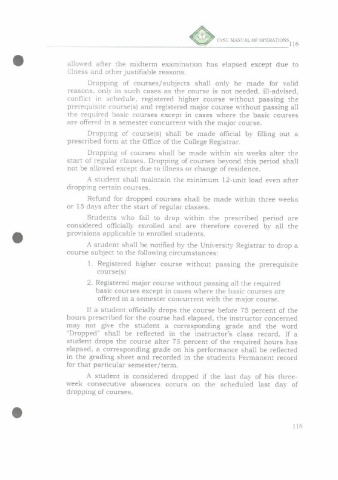 CVSU MANUAL OF OPERATIONS 118
allowed after the midterm examination has elapsed except due to
illness and other justifiable reasons.
Dropping of courses/subjects shall only be made for valid
reasons, only in such cases as the course is not needed, ill-advised,
conflict in schedule, registered higher course without passing the
prerequisite course(s) and registered major course without passing all
the required basic courses except in cases where the basic courses
are offered in a semester concurrent with the major course.
Dropping of course(s) shall be made official by filling out a
prescribed form at the Office of the College Registrar.
Dropping of courses shall be made within six weeks after the
start of regular classes. Dropping of courses beyond this period shall
not be allowed except due to illness or change of residence.
A student shall maintain the minimum 12-unit load even after
dropping certain courses.
Refund for dropped courses shall be made within three weeks
or 15 days after the start of regular classes.
Students who fail to drop within the prescribed period are
considered officially enrolled and are therefore covered by all the
provisions applicable to enrolled students.
A student shall be notified by the University Registrar to drop a
course subject to the following circumstances:
1. Registered higher course without passing the prerequisite
course(s)
2. Registered major course without passing all the required
basic courses except in cases where the basic courses are
offered in a semester concurrent with the major course.
If a student officially drops the course before 75 percent of the
hours prescribed for the course had elapsed, the instructor concerned
may not give the student a corresponding grade and the word
"Dropped" shall be reflected in the instructor's class record. If a
student drops the course after 75 percent of the required hours has
elapsed, a corresponding grade on his performance shall be reflected
in the grading sheet and recorded in the students Permanent record
for that particular semester/term.
A student is considered dropped if the last day of his three-
week consecutive absences occurs on the scheduled last day of
dropping of courses.
118